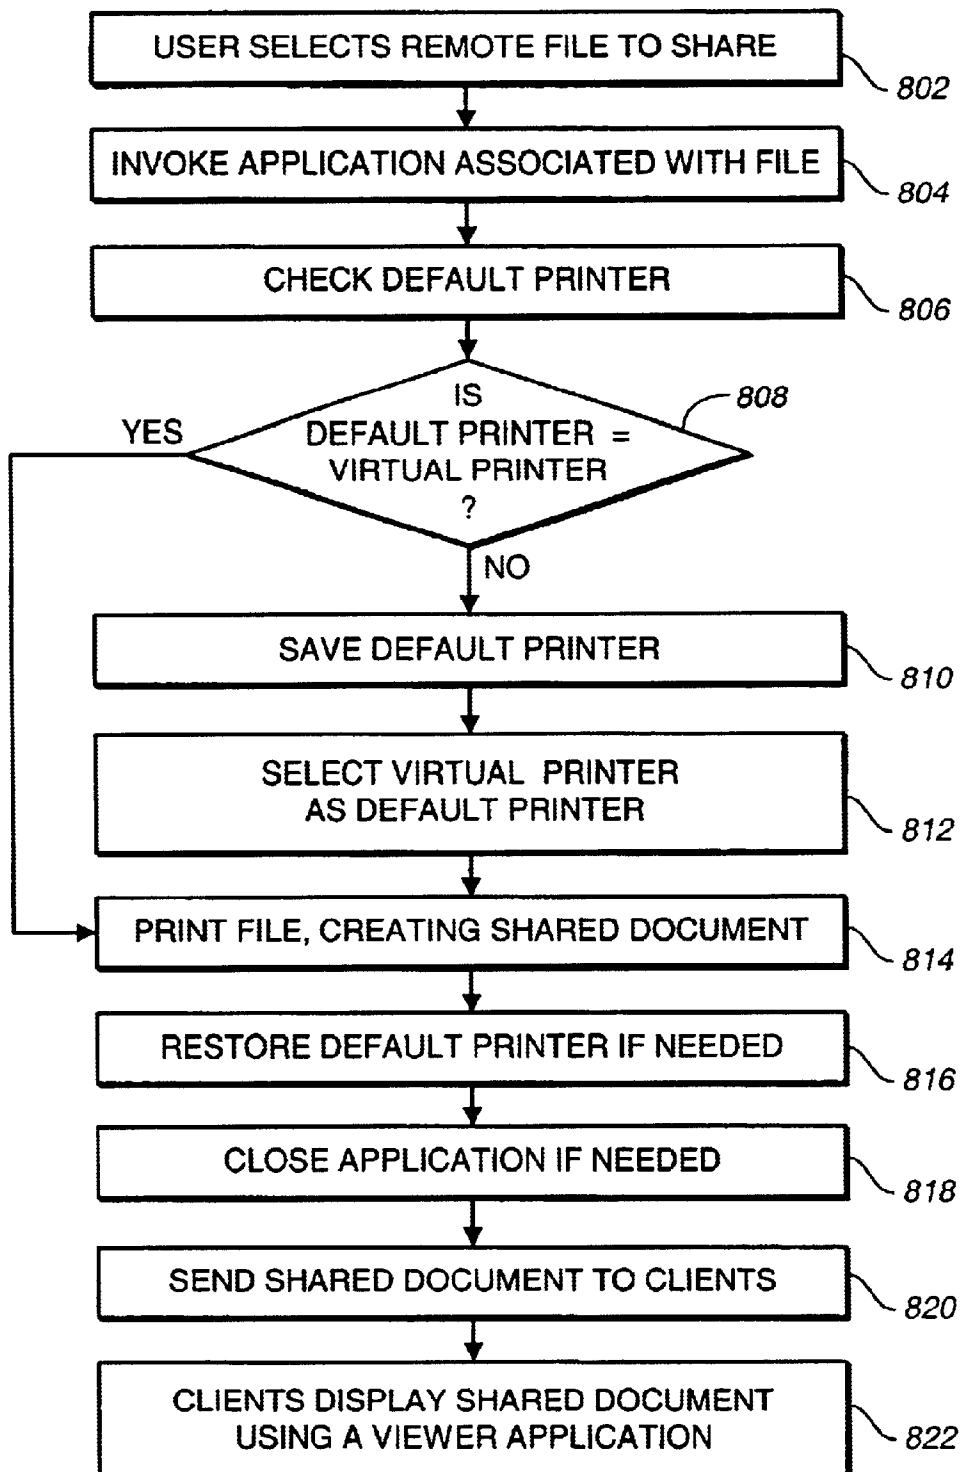 USER SELECTS REMOTE FILE TO SHARE
802
INVOKE APPLICATION ASSOCIATED WITH FILE
804
CHECK DEFAULT PRINTER
806
IS
DEFAULT PRINTER =
VIRTUAL PRINTER
?
808
YES
NO
SAVE DEFAULT PRINTER
810
SELECT VIRTUAL PRINTER
AS DEFAULT PRINTER
812
PRINT FILE, CREATING SHARED DOCUMENT
814
RESTORE DEFAULT PRINTER IF NEEDED
816
CLOSE APPLICATION IF NEEDED
818
SEND SHARED DOCUMENT TO CLIENTS
820
CLIENTS DISPLAY SHARED DOCUMENT
USING A VIEWER APPLICATION
822